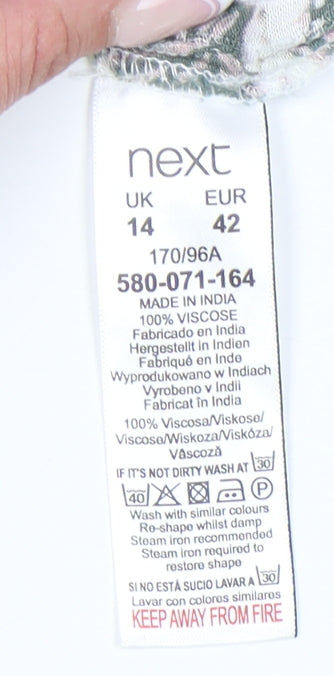 next
UK EUR
14 42
170/96A
580-071-164
MADE IN INDIA
100% VISCOSE
Fabricado en India
Hergestellt in Indien
Fabriqué en Inde
Wyprodukowano w Indiach
Vyrobeno v Indii
Fabricat în India
100% Viscosa/Viskose/
Viscose/Wiskoza/Viskóza/
Vâscoză
IF IT'S NOT DIRTY WASH AT 30
40 P
Wash with similar colours
Re-shape whilst damp
Steam iron recommended
Steam iron required to
restore shape
SI NO ESTÁ SUCIO LAVAR A 30
Lavar con colores similares
KEEP AWAY FROM FIRE